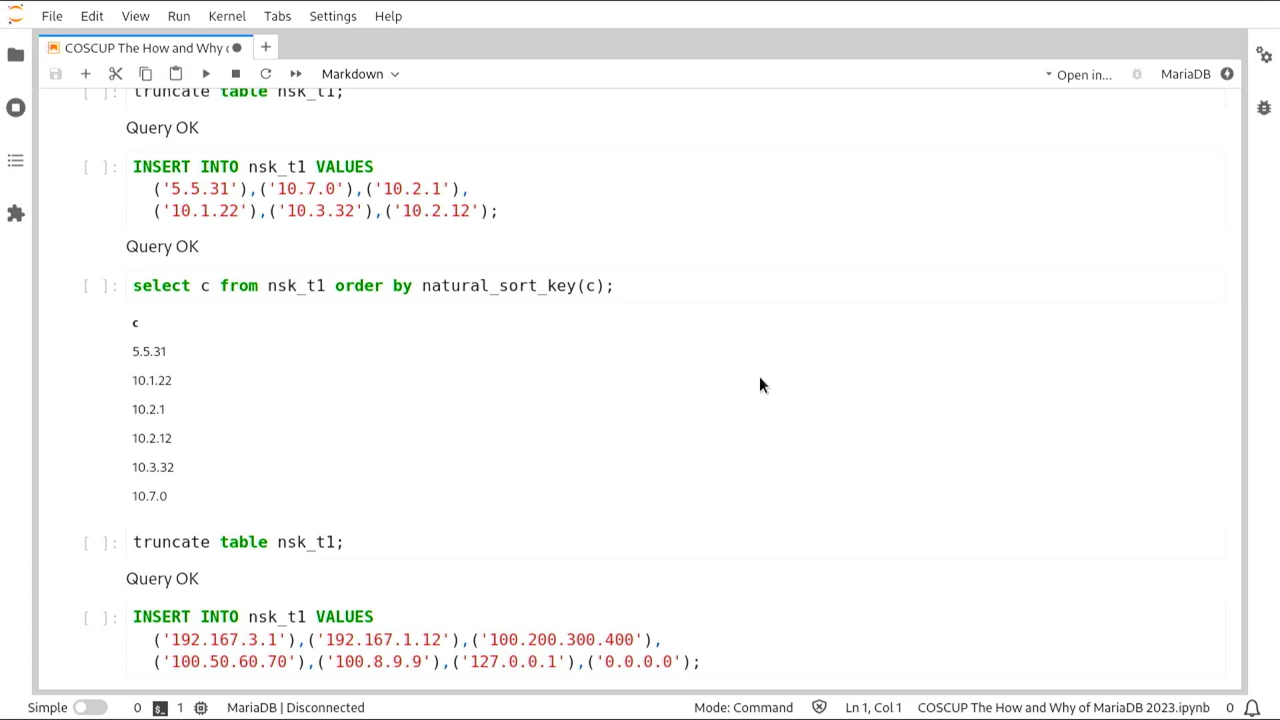 File Edit View Run Kernel Tabs Settings Help
COSCUP The How and Why
Markdown Open in... MariaDB
[ ]: truncate table nsk_t1;
Query OK
[ ]: INSERT INTO nsk_t1 VALUES
('5.5.31'),('10.7.0'),('10.2.1'),
('10.1.22'),('10.3.32'),('10.2.12');
Query OK
[ ]: select c from nsk_t1 order by natural_sort_key(c);
c
5.5.31
10.1.22
10.2.1
10.2.12
10.3.32
10.7.0
[ ]: truncate table nsk_t1;
Query OK
[ ]: INSERT INTO nsk_t1 VALUES
('192.167.3.1'),('192.167.1.12'),('100.200.300.400'),
('100.50.60.70'),('100.8.9.9'),('127.0.0.1'),('0.0.0.0');
Simple 0 $_ 1 MariaDB | Disconnected Mode: Command Ln 1, Col 1 COSCUP The How and Why of MariaDB 2023.ipynb 0